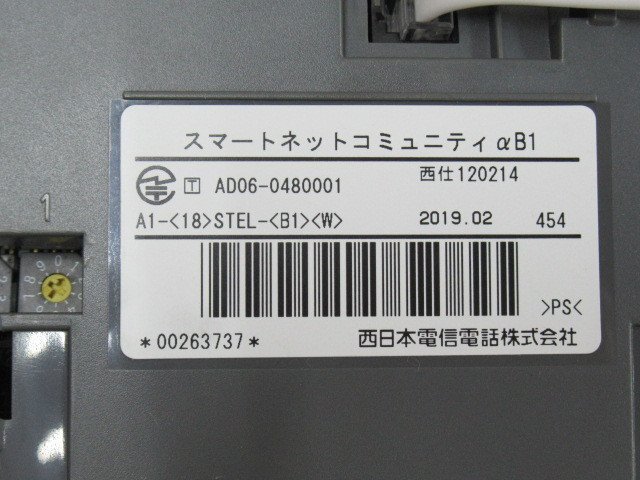 スマートネットコミュニティαB1
西仕120214
T AD06-0480001
A1-<18>STEL-<B1><W> 2019.02 454
>PS<
*00263737* 西日本電信電話株式会社
1